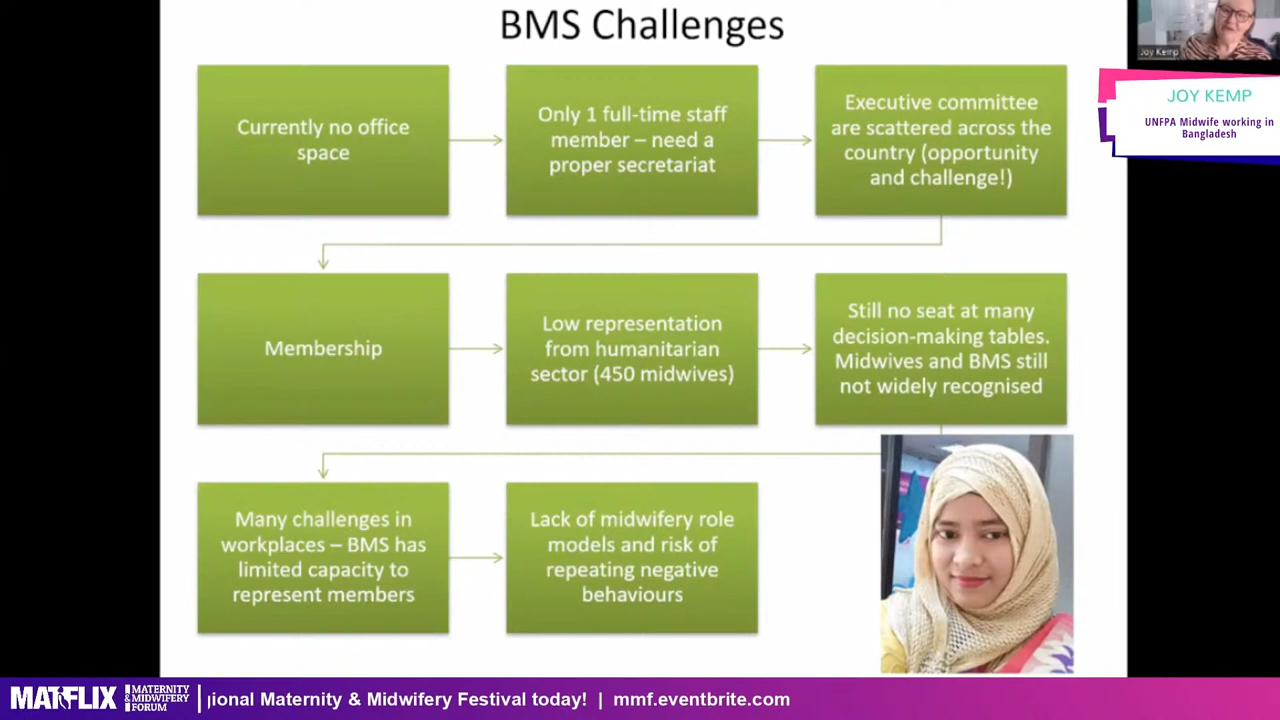 BMS Challenges
Currently no office
space
Only 1 full-time staff
member – need a
proper secretariat
Executive committee
are scattered across the
country (opportunity
and challenge!)
Membership
Low representation
from humanitarian
sector (450 midwives)
Still no seat at many
decision-making tables.
Midwives and BMS still
not widely recognised
Many challenges in
workplaces – BMS has
limited capacity to
represent members
Lack of midwifery role
models and risk of
repeating negative
behaviours
Joy Kemp
JOY KEMP
UNFPA Midwife working in
Bangladesh
MATFLIX
MATERNITY
& MIDWIFERY
FORUM
ional Maternity & Midwifery Festival today! | mmf.eventbrite.com